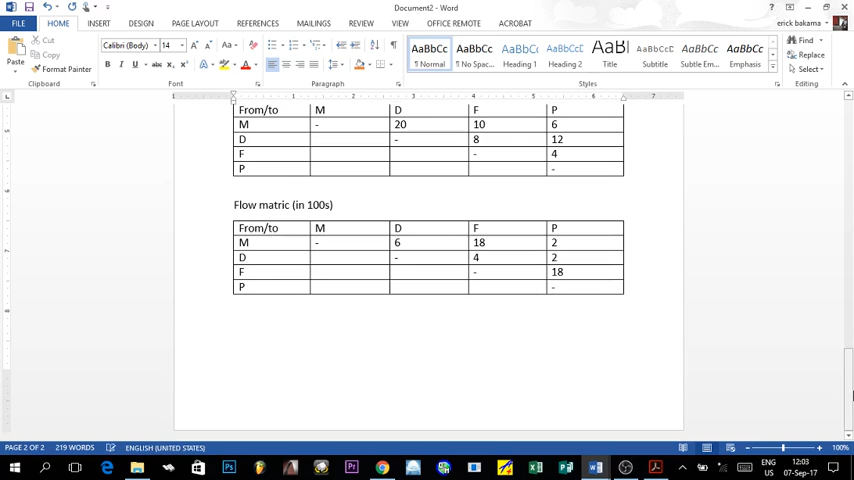 Document2 - Word
erick bakama
FILE HOME INSERT DESIGN PAGE LAYOUT REFERENCES MAILINGS REVIEW VIEW OFFICE REMOTE ACROBAT
Paste
Cut
Copy
Format Painter
Clipboard
Calibri (Body) 14
Font
Paragraph
AaBbCc AaBbCc AaBbCc AaBbCc AaBl AaBbCcD AaBbCc AaBbCc
¶ Normal ¶ No Spac... Heading 1 Heading 2 Title Subtitle Subtle Em... Emphasis
Styles
Find
Replace
Select
Editing
From/to M D F P
M - 20 10 6
D - 8 12
F - 4
P -
Flow matric (in 100s)
From/to M D F P
M - 6 18 2
D - 4 2
F - 18
P -
PAGE 2 OF 2 219 WORDS ENGLISH (UNITED STATES) 100%
ENG 12:03
US 07-Sep-17